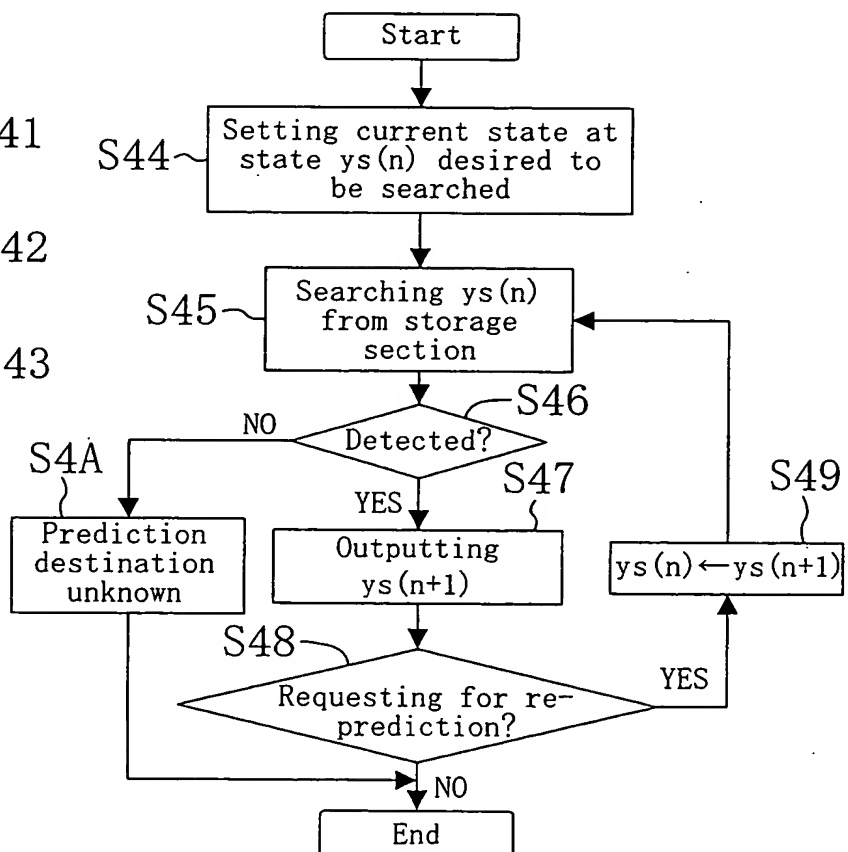 Start
41
S44
Setting current state at
state ys(n) desired to
be searched
42
S45
Searching ys(n)
from storage
section
43
S46
NO
Detected?
S4A
YES
S47
S49
Prediction
destination
unknown
Outputting
ys(n+1)
ys(n)←ys(n+1)
S48
YES
Requesting for re-
prediction?
NO
End